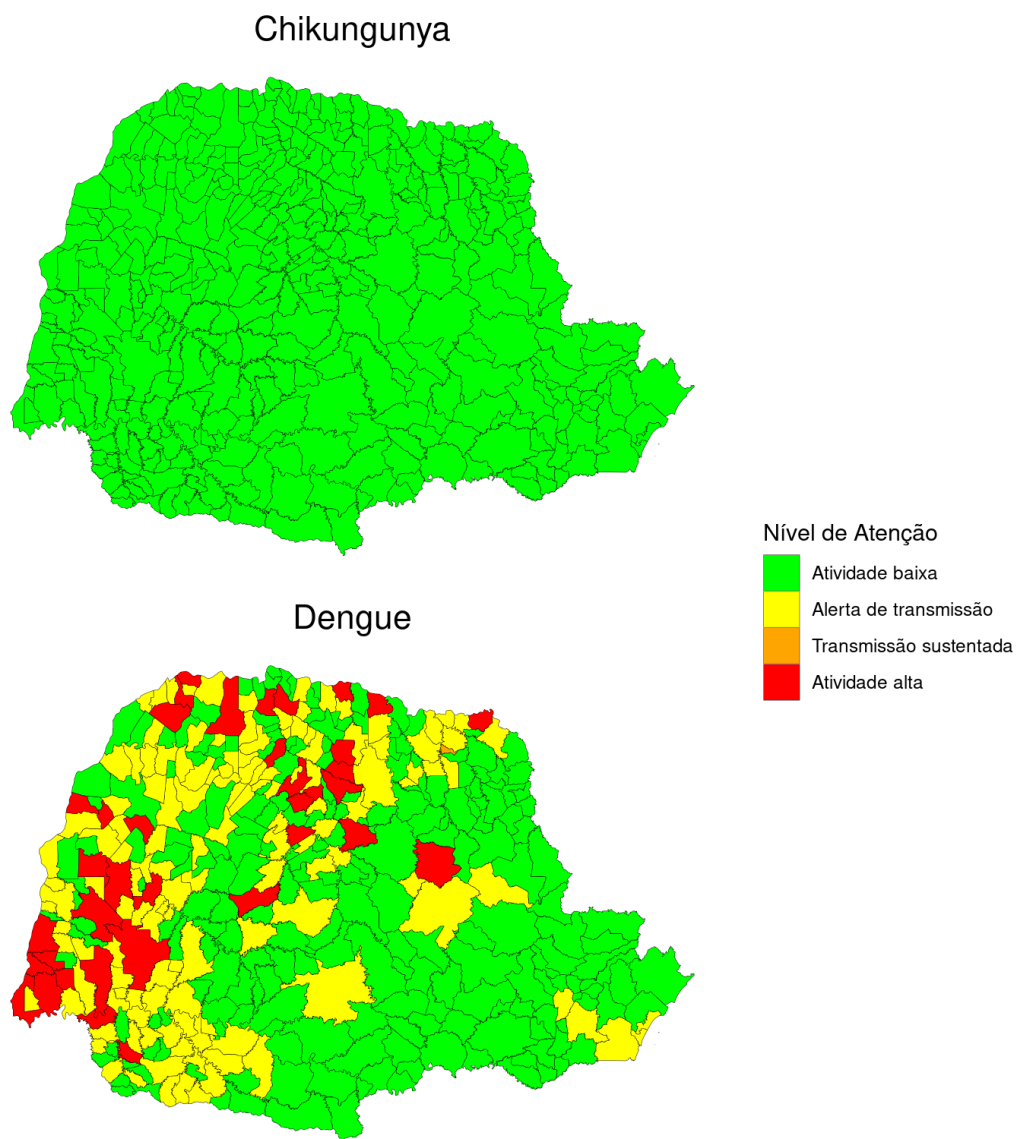 Chikungunya
Nível de Atenção
Atividade baixa
Alerta de transmissão
Transmissão sustentada
Atividade alta
Dengue